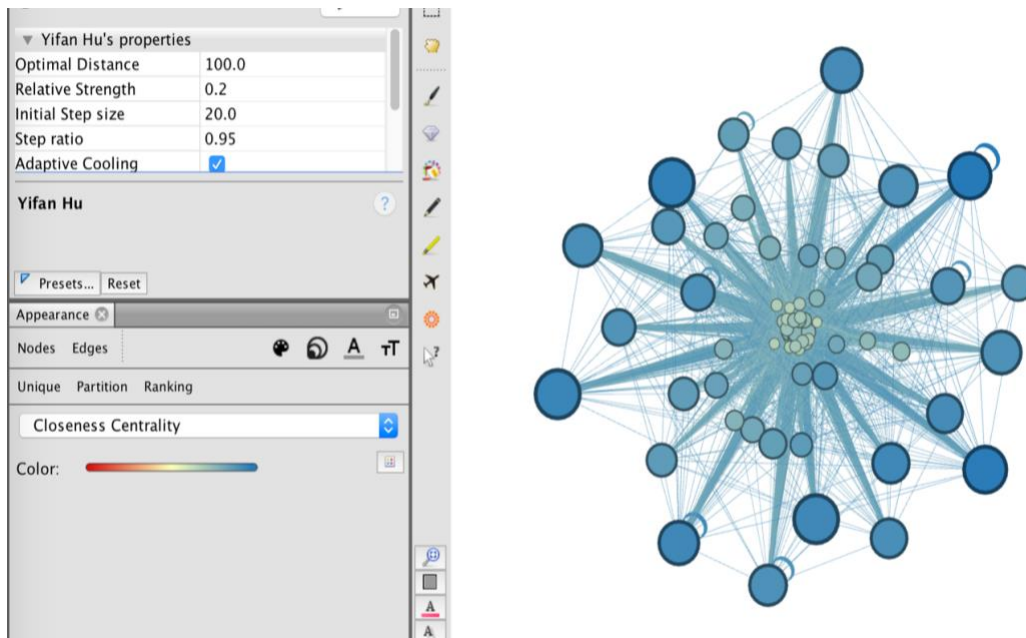 Yifan Hu's properties
Optimal Distance 100.0
Relative Strength 0.2
Initial Step size 20.0
Step ratio 0.95
Adaptive Cooling
Yifan Hu
?
Presets... Reset
Appearance
Nodes Edges A TT
Unique Partition Ranking
Closeness Centrality
Color:
?
A
A